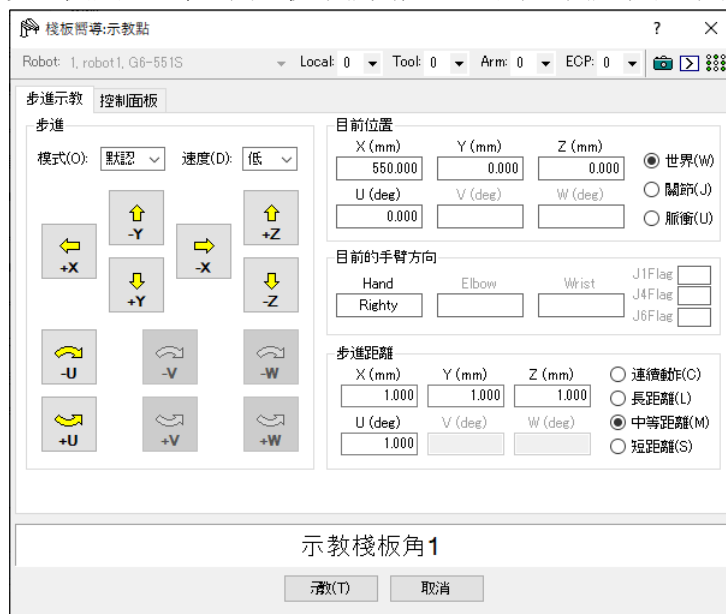 棧板嚮導:示教點 ? ×
Robot: 1, robot1, G6-551S Local: 0 Tool: 0 Arm: 0 ECP: 0
步進示教 控制面板
步進
模式(O): 默認 速度(D): 低
-Y +Z
+X -X
+Y -Z
-U -V -W
+U +V +W
目前位置
X (mm) Y (mm) Z (mm)
550.000 0.000 0.000
U (deg) V (deg) W (deg)
0.000
世界(W)
關節(J)
脈衝(U)
目前的手臂方向
Hand Elbow Wrist
Righty
J1Flag
J4Flag
J6Flag
步進距離
X (mm) Y (mm) Z (mm)
1.000 1.000 1.000
U (deg) V (deg) W (deg)
1.000
連續動作(C)
長距離(L)
中等距離(M)
短距離(S)
示教棧板角1
示教(T) 取消